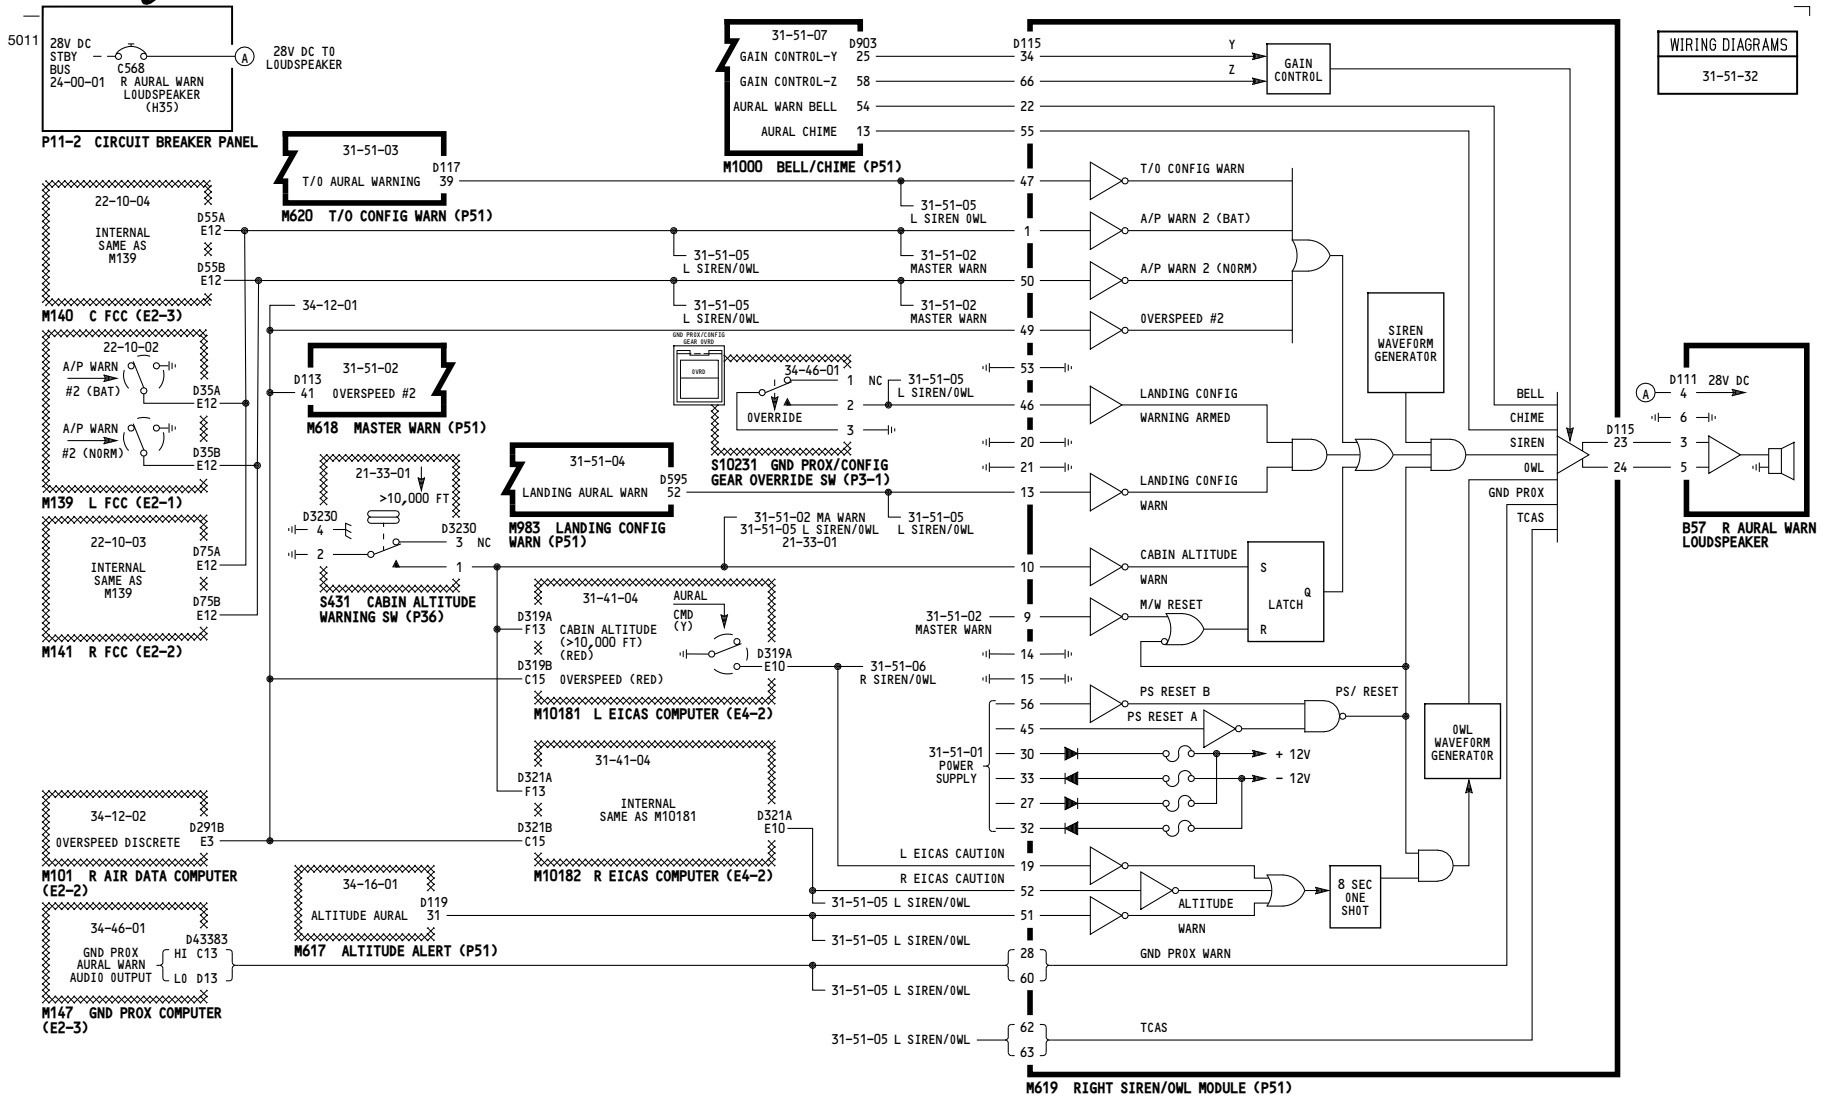 5011
28V DC
STBY
BUS
24-00-01
C568
R AURAL WARN
LOUDSPEAKER
(H35)
A
28V DC TO
LOUDSPEAKER
P11-2 CIRCUIT BREAKER PANEL
31-51-03
D117
T/O AURAL WARNING 39
M620 T/O CONFIG WARN (P51)
31-51-07
D903
GAIN CONTROL-Y 25
GAIN CONTROL-Z 58
AURAL WARN BELL 54
AURAL CHIME 13
M1000 BELL/CHIME (P51)
D115
34
66
22
55
Y
Z
GAIN
CONTROL
WIRING DIAGRAMS
31-51-32
22-10-04
INTERNAL
SAME AS
M139
D55A
E12
D55B
E12
M140 C FCC (E2-3)
22-10-02
A/P WARN
#2 (BAT)
D35A
E12
A/P WARN
#2 (NORM)
D35B
E12
M139 L FCC (E2-1)
22-10-03
INTERNAL
SAME AS
M139
D75A
E12
D75B
E12
M141 R FCC (E2-2)
34-12-01
31-51-02
D113
41
OVERSPEED #2
M618 MASTER WARN (P51)
21-33-01
>10,000 FT
D3230
4
2
D3230
3 NC
1
S431 CABIN ALTITUDE
WARNING SW (P36)
31-51-04
D595
LANDING AURAL WARN 52
M983 LANDING CONFIG
WARN (P51)
31-51-05
L SIREN/OWL
31-51-05
L SIREN/OWL
31-51-05
L SIREN OWL
31-51-02
MASTER WARN
31-51-02
MASTER WARN
GND PROX/CONFIG
GEAR OVRD
OVRD
34-46-01
1 NC
2
3
OVERRIDE
31-51-05
L SIREN/OWL
S10231 GND PROX/CONFIG
GEAR OVERRIDE SW (P3-1)
31-51-02 MA WARN
31-51-05 L SIREN/OWL
21-33-01
31-51-05
L SIREN/OWL
31-41-04
D319A
F13
CABIN ALTITUDE
(>10,000 FT)
(RED)
AURAL
CMD
(Y)
D319B
C15 OVERSPEED (RED)
D319A
E10
M10181 L EICAS COMPUTER (E4-2)
31-51-06
R SIREN/OWL
31-41-04
D321A
F13
INTERNAL
SAME AS M10181
D321B
C15
D321A
E10
M10182 R EICAS COMPUTER (E4-2)
34-12-02
D291B
OVERSPEED DISCRETE E3
M101 R AIR DATA COMPUTER
(E2-2)
34-16-01
D119
ALTITUDE AURAL 31
M617 ALTITUDE ALERT (P51)
34-46-01
D43383
GND PROX
AURAL WARN
AUDIO OUTPUT
HI C13
LO D13
M147 GND PROX COMPUTER
(E2-3)
47 T/O CONFIG WARN
1 A/P WARN 2 (BAT)
50 A/P WARN 2 (NORM)
49 OVERSPEED #2
53
46 LANDING CONFIG
WARNING ARMED
20
21
13 LANDING CONFIG
WARN
10 CABIN ALTITUDE
WARN
31-51-02
MASTER WARN
9 M/W RESET
S
Q
LATCH
R
14
15
31-51-01
POWER
SUPPLY
56 PS RESET B
45 PS RESET A
PS/ RESET
30 + 12V
33 - 12V
27
32
L EICAS CAUTION 19
R EICAS CAUTION 52
31-51-05 L SIREN/OWL
51
31-51-05 L SIREN/OWL
ALTITUDE
WARN
8 SEC
ONE
SHOT
28
60
GND PROX WARN
31-51-05 L SIREN/OWL
31-51-05 L SIREN/OWL
62
63
TCAS
SIREN
WAVEFORM
GENERATOR
OWL
WAVEFORM
GENERATOR
BELL
CHIME
SIREN
OWL
GND PROX
TCAS
D115
23
24
A
D111
4
28V DC
6
3
5
B57 R AURAL WARN
LOUDSPEAKER
M619 RIGHT SIREN/OWL MODULE (P51)